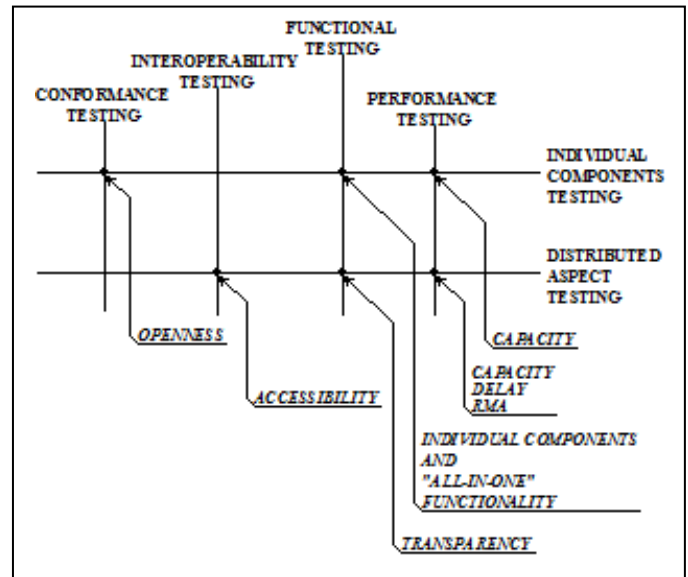 FUNCTIONAL
TESTING
INTEROPERABILITY
TESTING
CONFORMANCE
TESTING
PERFORMANCE
TESTING
INDIVIDUAL
COMPONENTS
TESTING
DISTRIBUTED
ASPECT
TESTING
OPENNESS
CAPACITY
ACCESSIBILITY
CAPACITY
DELAY
RMA
INDIVIDUAL COMPONENTS
AND
"ALL-IN-ONE"
FUNCTIONALITY
TRANSPARENCY